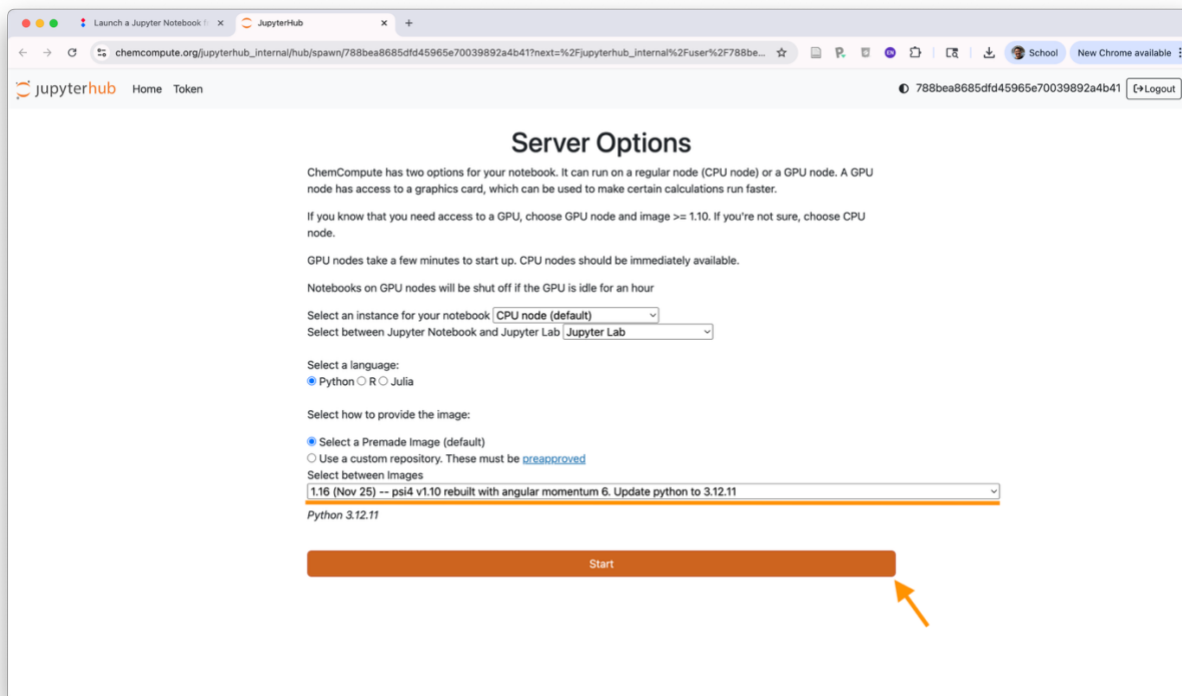 Launch a Jupyter Notebook
JupyterHub
chemcompute.org/jupyterhub_internal/hub/spawn/788bea8685dfd45965e70039892a4b41?next=%2Fjupyterhub_internal%2Fuser%2F788be...
School
New Chrome available
jupyterhub
Home
Token
788bea8685dfd45965e70039892a4b41
Logout
Server Options
ChemCompute has two options for your notebook. It can run on a regular node (CPU node) or a GPU node. A GPU
node has access to a graphics card, which can be used to make certain calculations run faster.
If you know that you need access to a GPU, choose GPU node and image >= 1.10. If you're not sure, choose CPU
node.
GPU nodes take a few minutes to start up. CPU nodes should be immediately available.
Notebooks on GPU nodes will be shut off if the GPU is idle for an hour
Select an instance for your notebook CPU node (default)
Select between Jupyter Notebook and Jupyter Lab Jupyter Lab
Select a language:
Python R Julia
Select how to provide the image:
Select a Premade Image (default)
Use a custom repository. These must be preapproved
Select between Images
1.16 (Nov 25) -- psi4 v1.10 rebuilt with angular momentum 6. Update python to 3.12.11
Python 3.12.11
Start